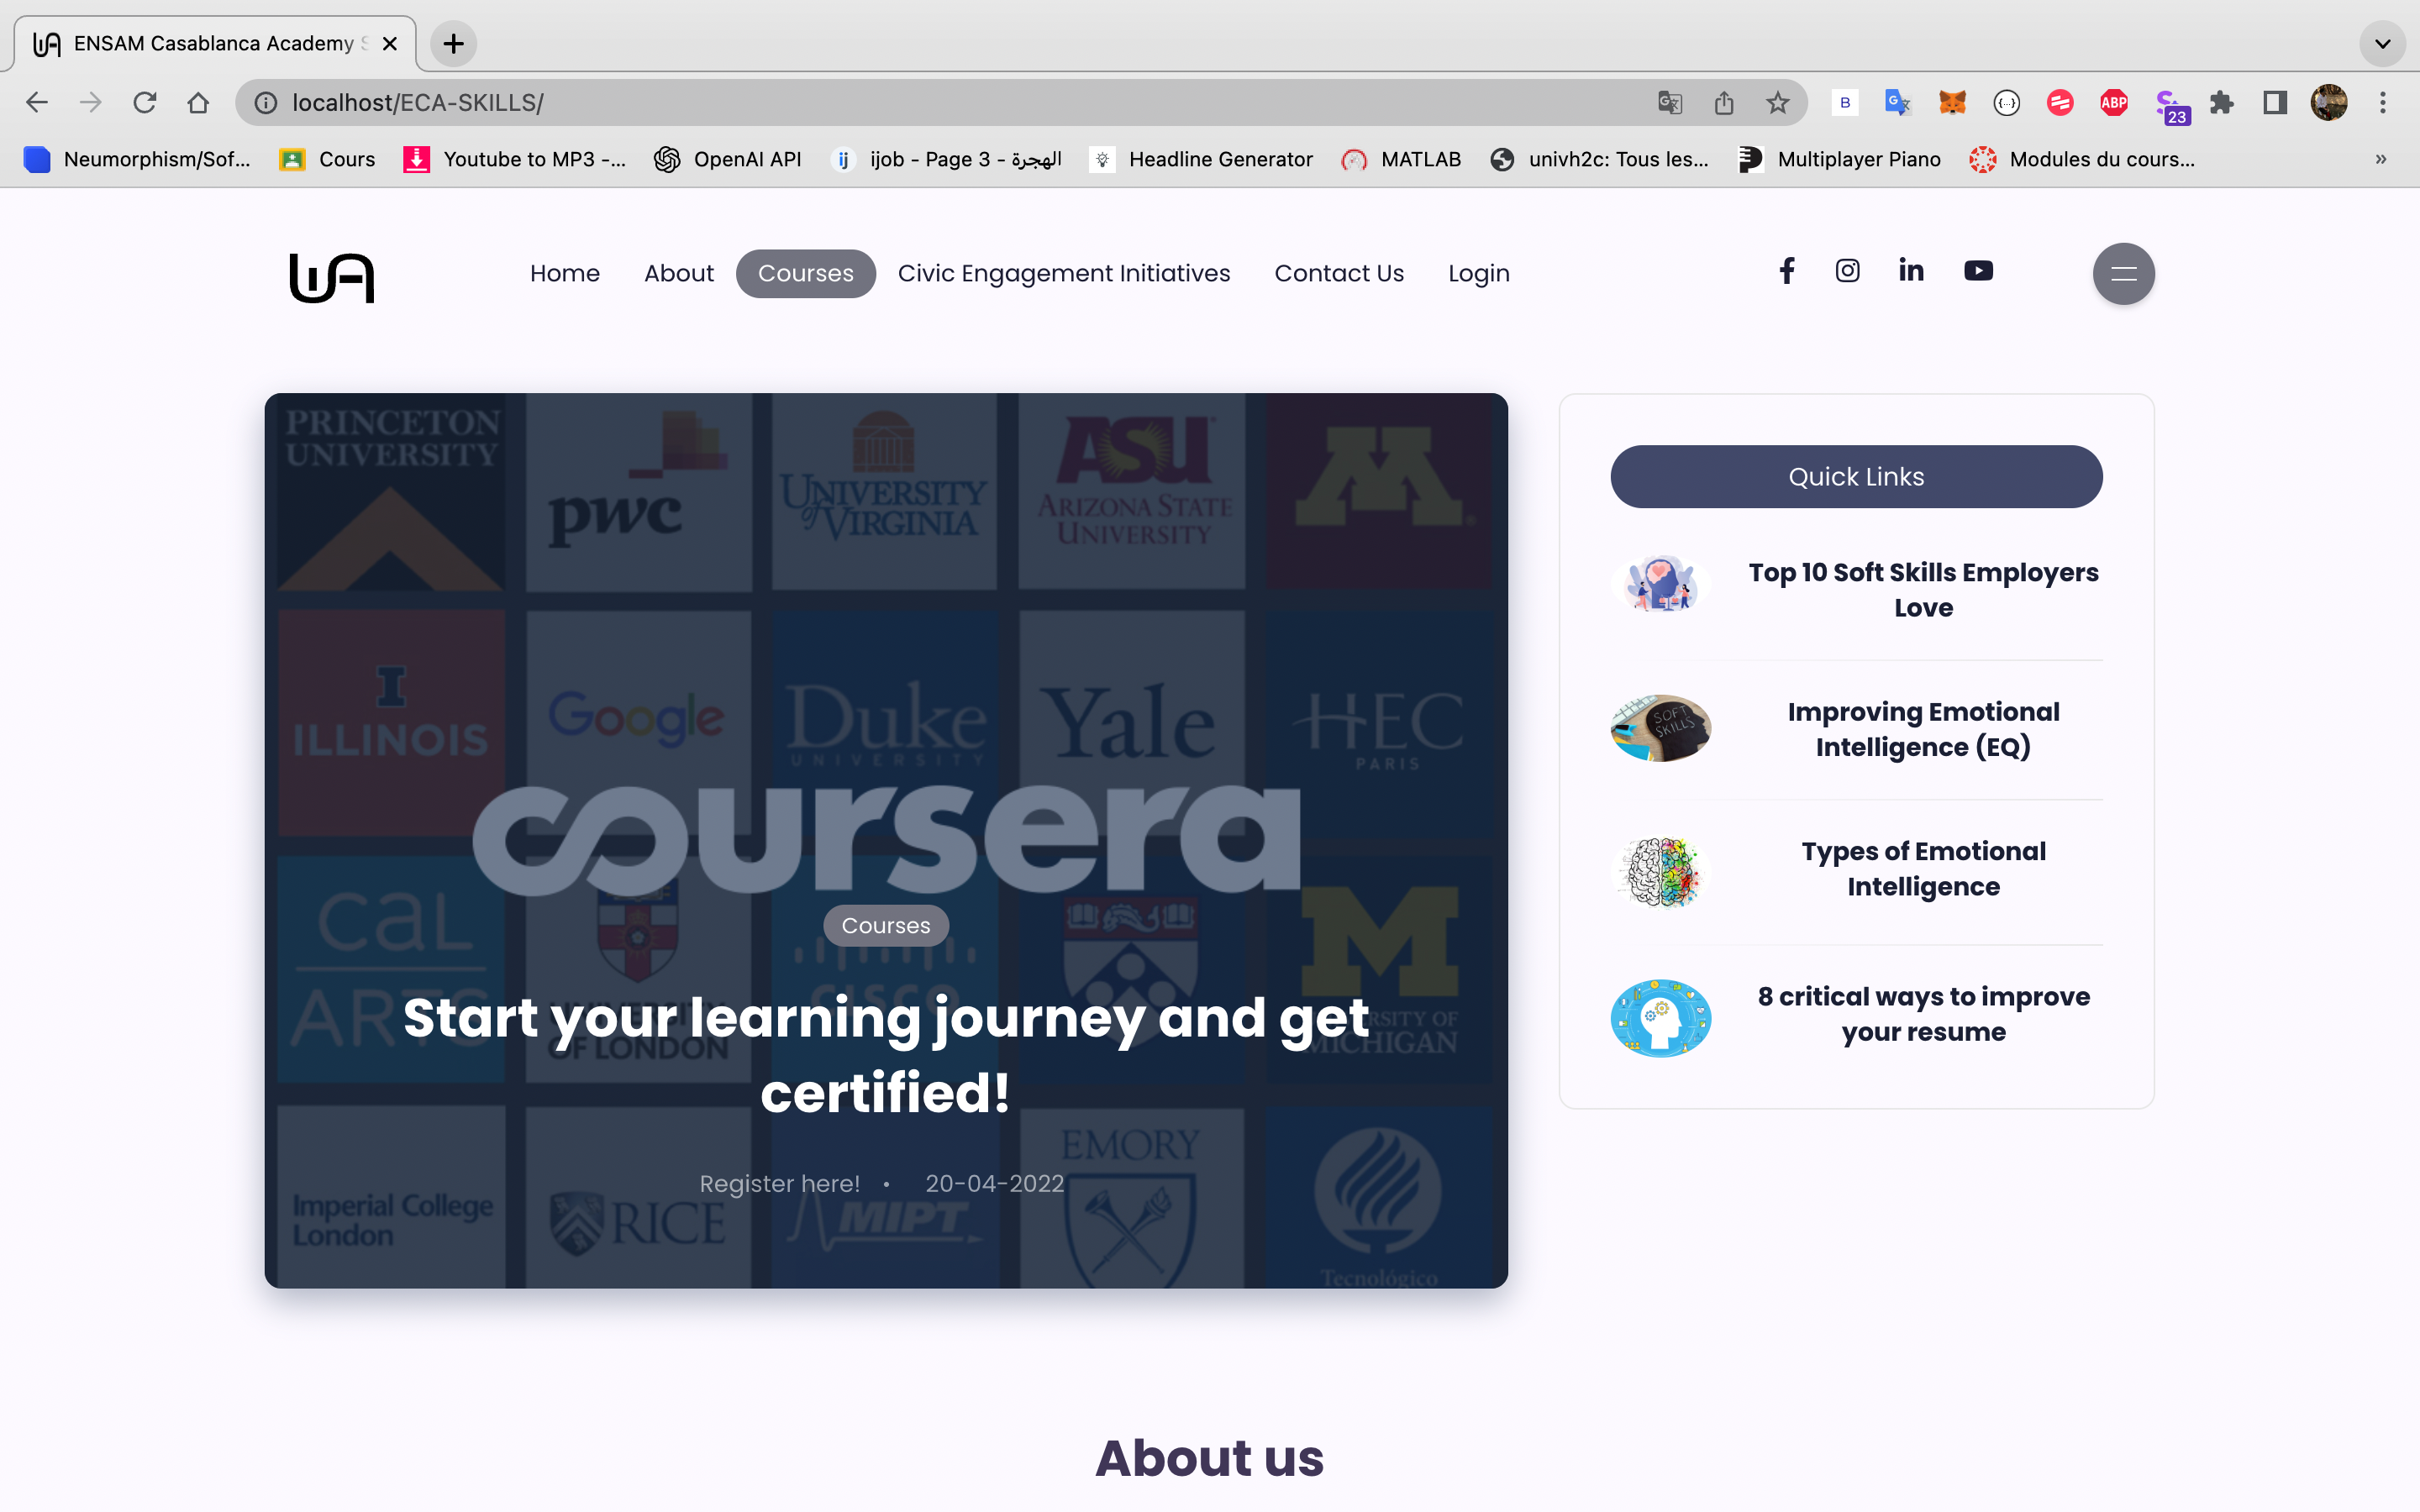 ENSAM Casablanca Academy S
localhost/ECA-SKILLS/
B
ABP
23
Neumorphism/Sof...
Cours
Youtube to MP3 -...
OpenAI API
ij
ijob - Page 3 - الهجرة
Headline Generator
MATLAB
univh2c: Tous les...
Multiplayer Piano
Modules du cours...
»
Home
About
Courses
Civic Engagement Initiatives
Contact Us
Login
PRINCETON
UNIVERSITY
pwc
UNIVERSITY
of VIRGINIA
ASU
ARIZONA STATE
UNIVERSITY
M
I
ILLINOIS
Google
Duke
UNIVERSITY
Yale
HEC
PARIS
coursera
CAL
ARTS
UNIVERSITY
OF LONDON
CISCO
M
RSITY OF
MICHIGAN
Courses
Start your learning journey and get
certified!
Register here! • 20-04-2022
Imperial College
London
RICE
MIPT
EMORY
Tecnológico
Quick Links
Top 10 Soft Skills Employers
Love
SOFT
SKILLS
Improving Emotional
Intelligence (EQ)
Types of Emotional
Intelligence
8 critical ways to improve
your resume
About us